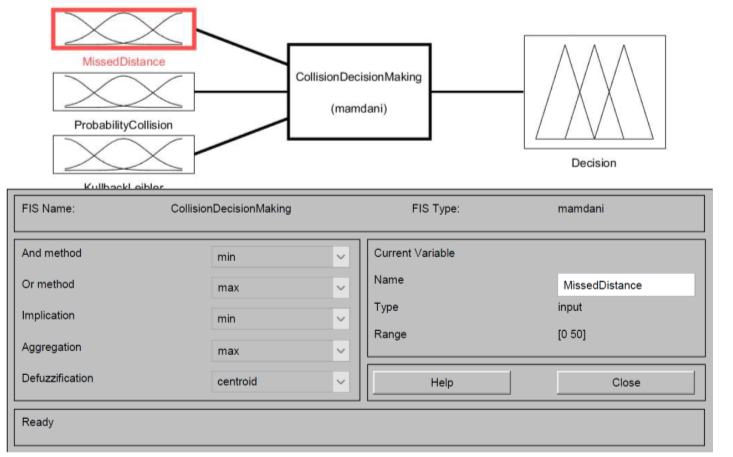 MissedDistance
CollisionDecisionMaking
(mamdani)
ProbabilityCollision
Decision
KullbackLeibler
FIS Name: CollisionDecisionMaking FIS Type: mamdani
And method min
Or method max
Implication min
Aggregation max
Defuzzification centroid
Current Variable
Name MissedDistance
Type input
Range [0 50]
Help Close
Ready